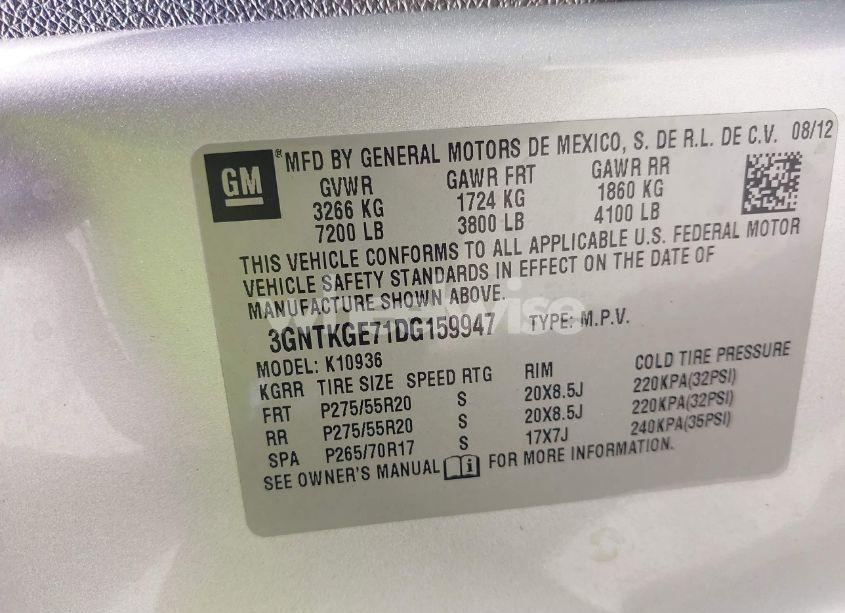 GM ® MFD BY GENERAL MOTORS DE MEXICO, S. DE R.L. DE C.V. 08/12
GVWR GAWR FRT GAWR RR
3266 KG 1724 KG 1860 KG
7200 LB 3800 LB 4100 LB
THIS VEHICLE CONFORMS TO ALL APPLICABLE U.S. FEDERAL MOTOR
VEHICLE SAFETY STANDARDS IN EFFECT ON THE DATE OF
MANUFACTURE SHOWN ABOVE.
3GNTKGE71DG159947 TYPE: M.P.V.
MODEL: K10936
KGRR TIRE SIZE SPEED RTG RIM COLD TIRE PRESSURE
FRT P275/55R20 S 20X8.5J 220KPA(32PSI)
RR P275/55R20 S 20X8.5J 220KPA(32PSI)
SPA P265/70R17 S 17X7J 240KPA(35PSI)
SEE OWNER'S MANUAL i FOR MORE INFORMATION.